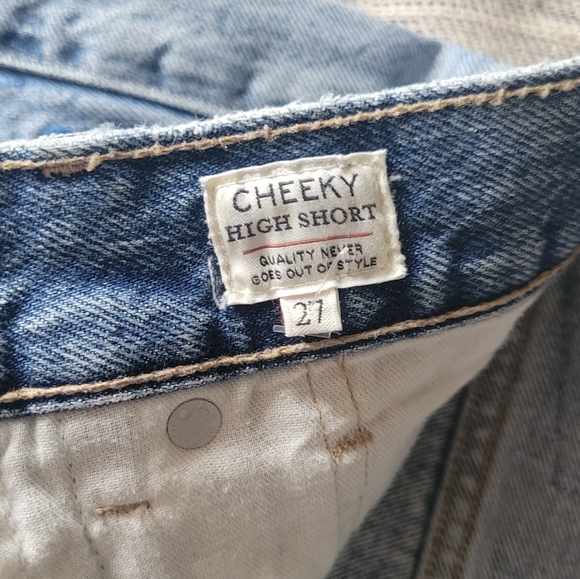 CHEEKY
HIGH SHORT
QUALITY NEVER
GOES OUT OF STYLE
27